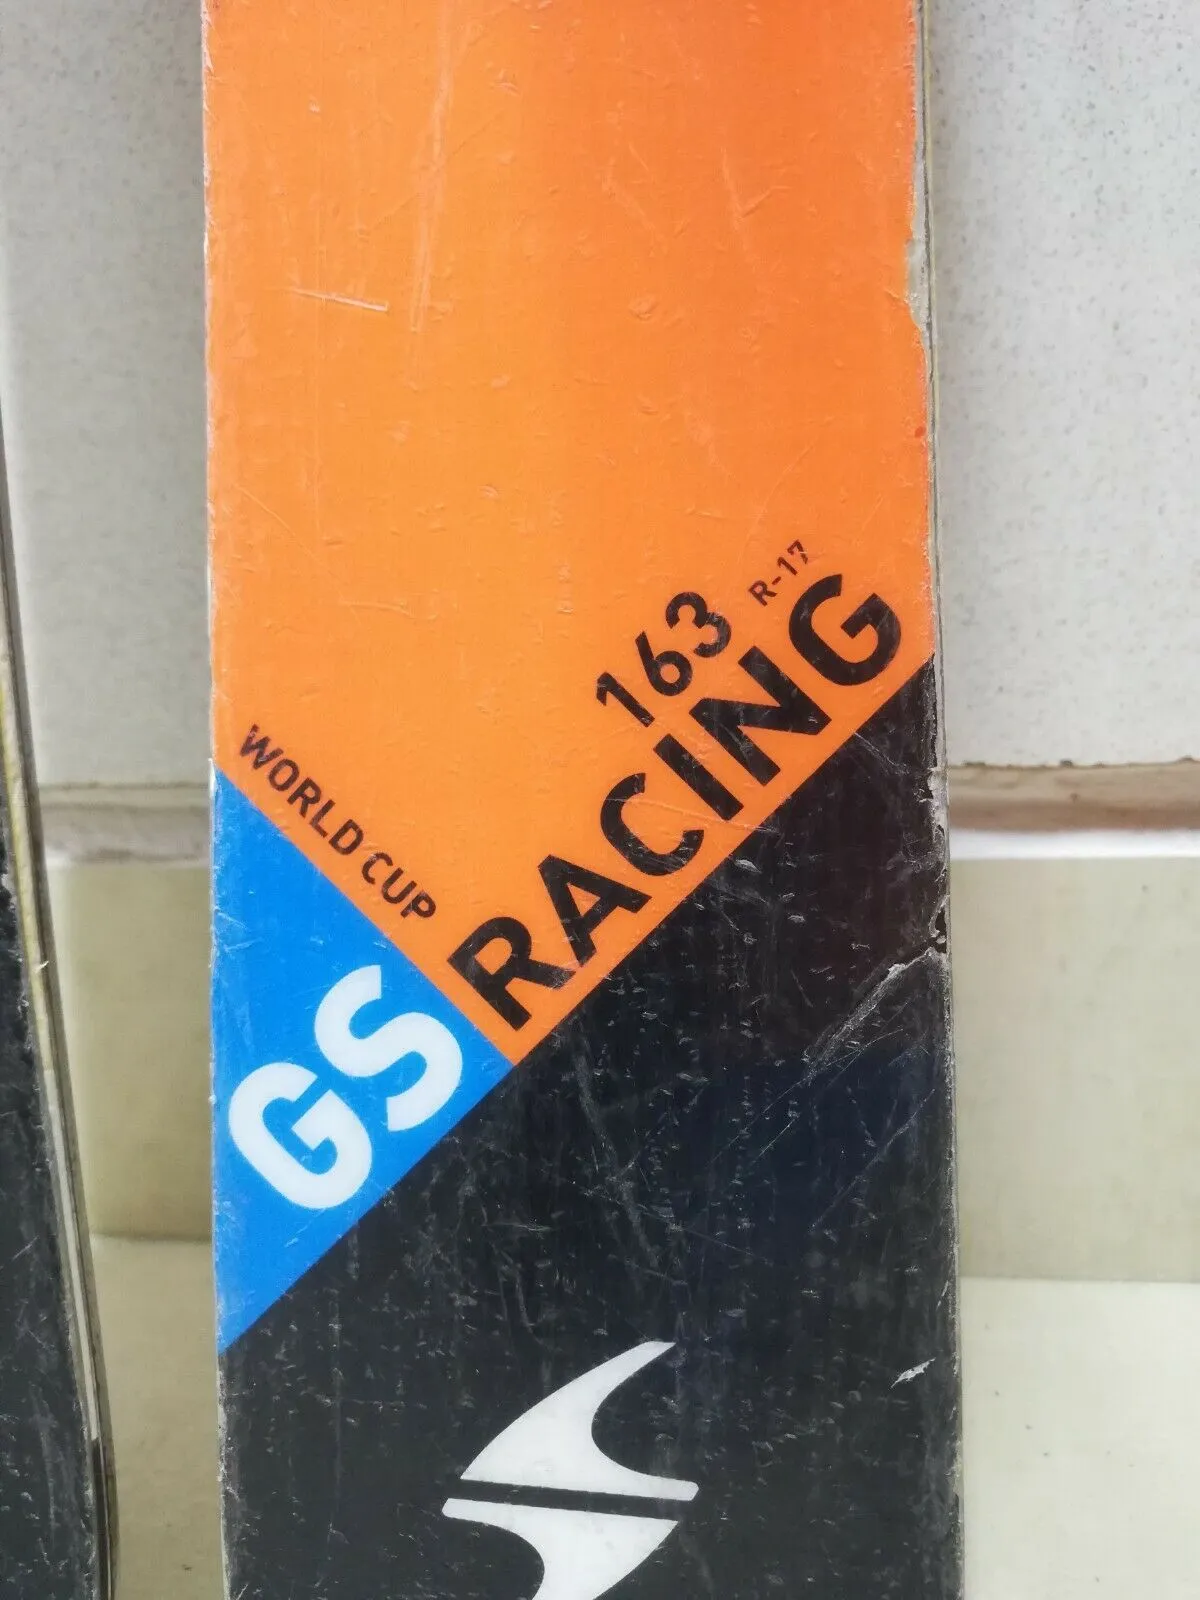 R-17
163
RACING
WORLD CUP
GS